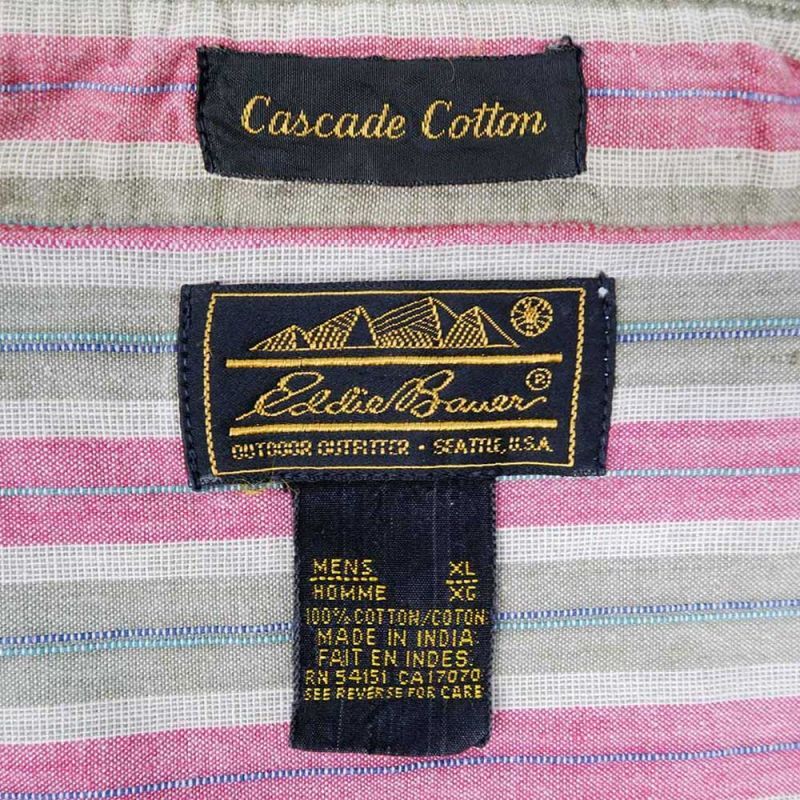 Cascade Cotton
Eddie Bauer®
OUTDOOR OUTFITTER • SEATTLE, U.S.A.
MENS XL
HOMME XG
100% COTTON/COTON
MADE IN INDIA
FAIT EN INDES
RN 54151 CA17070
SEE REVERSE FOR CARE